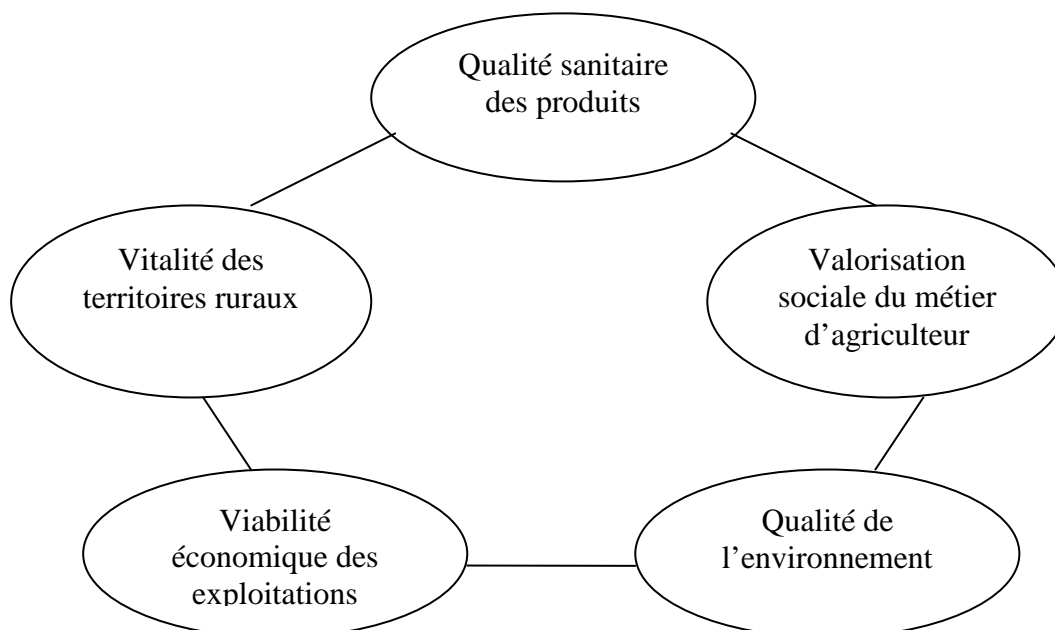 Qualité sanitaire
des produits
Vitalité des
territoires ruraux
Valorisation
sociale du métier
d’agriculteur
Viabilité
économique des
exploitations
Qualité de
l’environnement